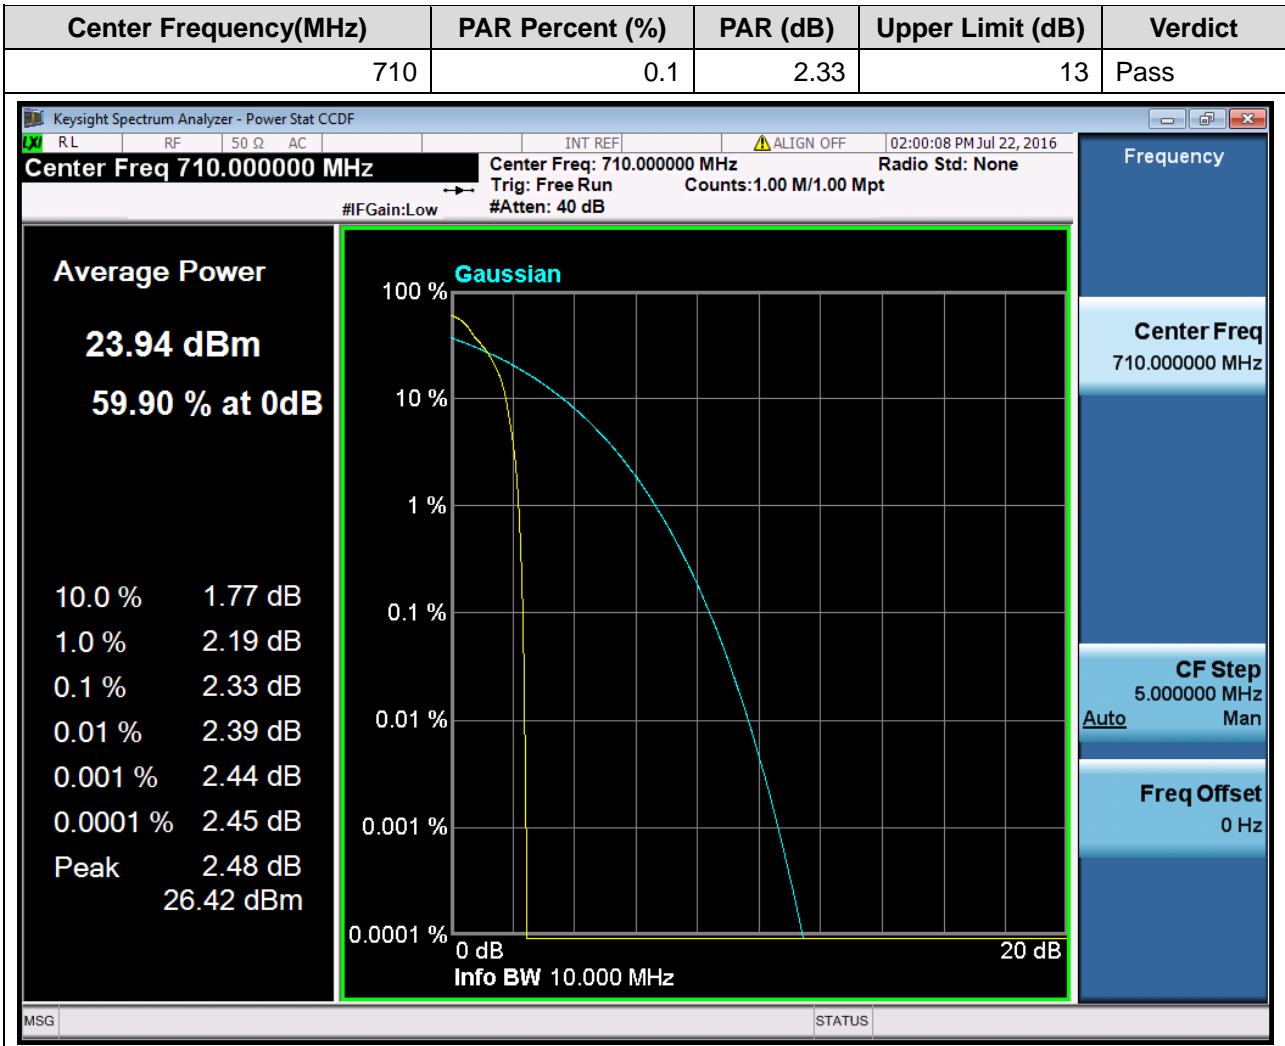 Center Frequency(MHz) PAR Percent (%) PAR (dB) Upper Limit (dB) Verdict
710 0.1 2.33 13 Pass
Keysight Spectrum Analyzer - Power Stat CCDF
LXI RL RF 50 Ω AC INT REF ALIGN OFF 02:00:08 PM Jul 22, 2016
Center Freq 710.000000 MHz
Center Freq: 710.000000 MHz Radio Std: None
Trig: Free Run Counts:1.00 M/1.00 Mpt
#IFGain:Low #Atten: 40 dB
Frequency
Average Power
23.94 dBm
59.90 % at 0dB
10.0 % 1.77 dB
1.0 % 2.19 dB
0.1 % 2.33 dB
0.01 % 2.39 dB
0.001 % 2.44 dB
0.0001 % 2.45 dB
Peak 2.48 dB
26.42 dBm
Gaussian
100 %
10 %
1 %
0.1 %
0.01 %
0.001 %
0.0001 %
0 dB 20 dB
Info BW 10.000 MHz
Center Freq
710.000000 MHz
CF Step
5.000000 MHz
Auto Man
Freq Offset
0 Hz
MSG STATUS